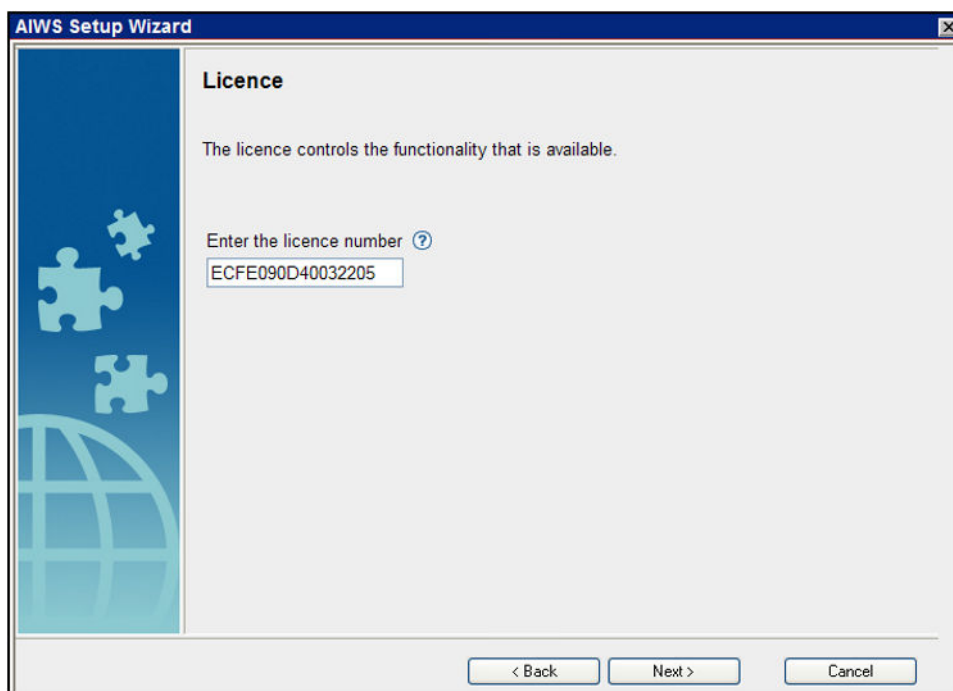 AIWS Setup Wizard
Licence
The licence controls the functionality that is available.
Enter the licence number ?
ECFE090D40032205
< Back Next > Cancel